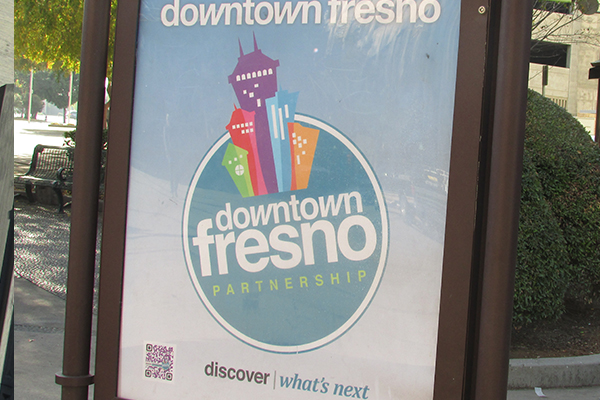 downtown fresno
downtown
fresno
PARTNERSHIP
discover | what's next